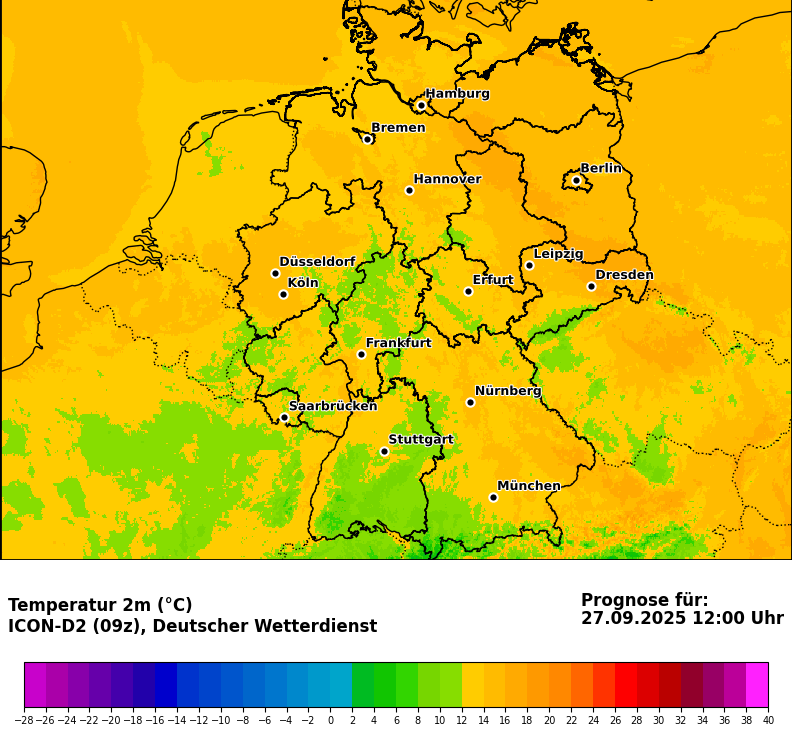 Hamburg
Bremen
Berlin
Hannover
Leipzig
Düsseldorf
Dresden
Köln
Erfurt
Frankfurt
Nürnberg
Saarbrücken
Stuttgart
München
Temperatur 2m (°C)
ICON-D2 (09z), Deutscher Wetterdienst
Prognose für:
27.09.2025 12:00 Uhr
−28 −26 −24 −22 −20 −18 −16 −14 −12 −10 −8 −6 −4 −2 0 2 4 6 8 10 12 14 16 18 20 22 24 26 28 30 32 34 36 38 40